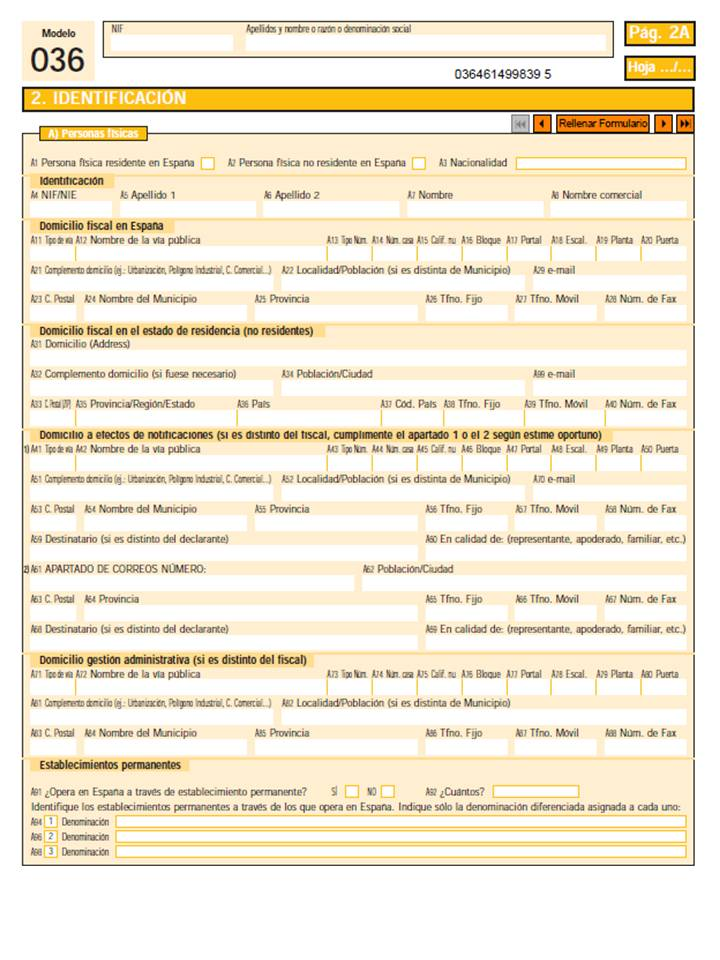 Modelo
036
NIF
Apellidos y nombre o razón o denominación social
Pág. 2A
036461499839 5
Hoja .../...
2. IDENTIFICACIÓN
Rellenar Formulario
A) Personas físicas
A1 Persona física residente en España A2 Persona física no residente en España A3 Nacionalidad
Identificación
A4 NIF/NIE A5 Apellido 1 A6 Apellido 2 A7 Nombre A8 Nombre comercial
Domicilio fiscal en España
A11 Tipo de vía A12 Nombre de la vía pública A13 Tipo Núm. A14 Núm. casa A15 Calif. nu A16 Bloque A17 Portal A18 Escal. A19 Planta A20 Puerta
A21 Complemento domicilio (ej.: Urbanización, Polígono Industrial, C. Comercial...) A22 Localidad/Población (si es distinta de Municipio) A29 e-mail
A23 C. Postal A24 Nombre del Municipio A25 Provincia A26 Tfno. Fijo A27 Tfno. Móvil A28 Núm. de Fax
Domicilio fiscal en el estado de residencia (no residentes)
A31 Domicilio (Address)
A32 Complemento domicilio (si fuese necesario) A34 Población/Ciudad A99 e-mail
A33 C. Postal (ZIP) A35 Provincia/Región/Estado A36 País A37 Cód. País A38 Tfno. Fijo A39 Tfno. Móvil A40 Núm. de Fax
Domicilio a efectos de notificaciones (si es distinto del fiscal, cumplimente el apartado 1 o el 2 según estime oportuno)
1) A41 Tipo de vía A42 Nombre de la vía pública A43 Tipo Núm. A44 Núm. casa A45 Calif. nu A46 Bloque A47 Portal A48 Escal. A49 Planta A50 Puerta
A51 Complemento domicilio (ej.: Urbanización, Polígono Industrial, C. Comercial...) A52 Localidad/Población (si es distinta de Municipio) A70 e-mail
A53 C. Postal A54 Nombre del Municipio A55 Provincia A56 Tfno. Fijo A57 Tfno. Móvil A58 Núm. de Fax
A59 Destinatario (si es distinto del declarante) A60 En calidad de: (representante, apoderado, familiar, etc.)
2) A61 APARTADO DE CORREOS NÚMERO: A62 Población/Ciudad
A63 C. Postal A64 Provincia A65 Tfno. Fijo A66 Tfno. Móvil A67 Núm. de Fax
A68 Destinatario (si es distinto del declarante) A69 En calidad de: (representante, apoderado, familiar, etc.)
Domicilio gestión administrativa (si es distinto del fiscal)
A71 Tipo de vía A72 Nombre de la vía pública A73 Tipo Núm. A74 Núm. casa A75 Calif. nu A76 Bloque A77 Portal A78 Escal. A79 Planta A80 Puerta
A81 Complemento domicilio (ej.: Urbanización, Polígono Industrial, C. Comercial...) A82 Localidad/Población (si es distinta de Municipio)
A83 C. Postal A84 Nombre del Municipio A85 Provincia A86 Tfno. Fijo A87 Tfno. Móvil A88 Núm. de Fax
Establecimientos permanentes
A91 ¿Opera en España a través de establecimiento permanente? SÍ NO A92 ¿Cuántos?
Identifique los establecimientos permanentes a través de los que opera en España. Indique sólo la denominación diferenciada asignada a cada uno:
A94 1 Denominación
A96 2 Denominación
A98 3 Denominación